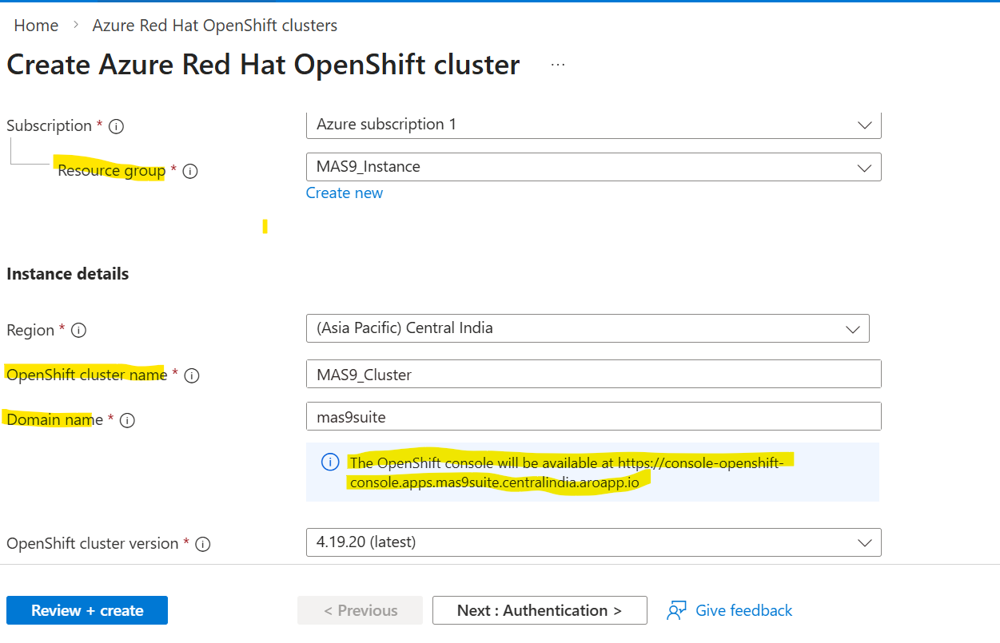 Home > Azure Red Hat OpenShift clusters
Create Azure Red Hat OpenShift cluster ...
Subscription * Azure subscription 1
Resource group * MAS9_Instance
Create new
Instance details
Region * (Asia Pacific) Central India
OpenShift cluster name * MAS9_Cluster
Domain name * mas9suite
The OpenShift console will be available at https://console-openshift-
console.apps.mas9suite.centralindia.aroapp.io
OpenShift cluster version * 4.19.20 (latest)
Review + create < Previous Next : Authentication > Give feedback